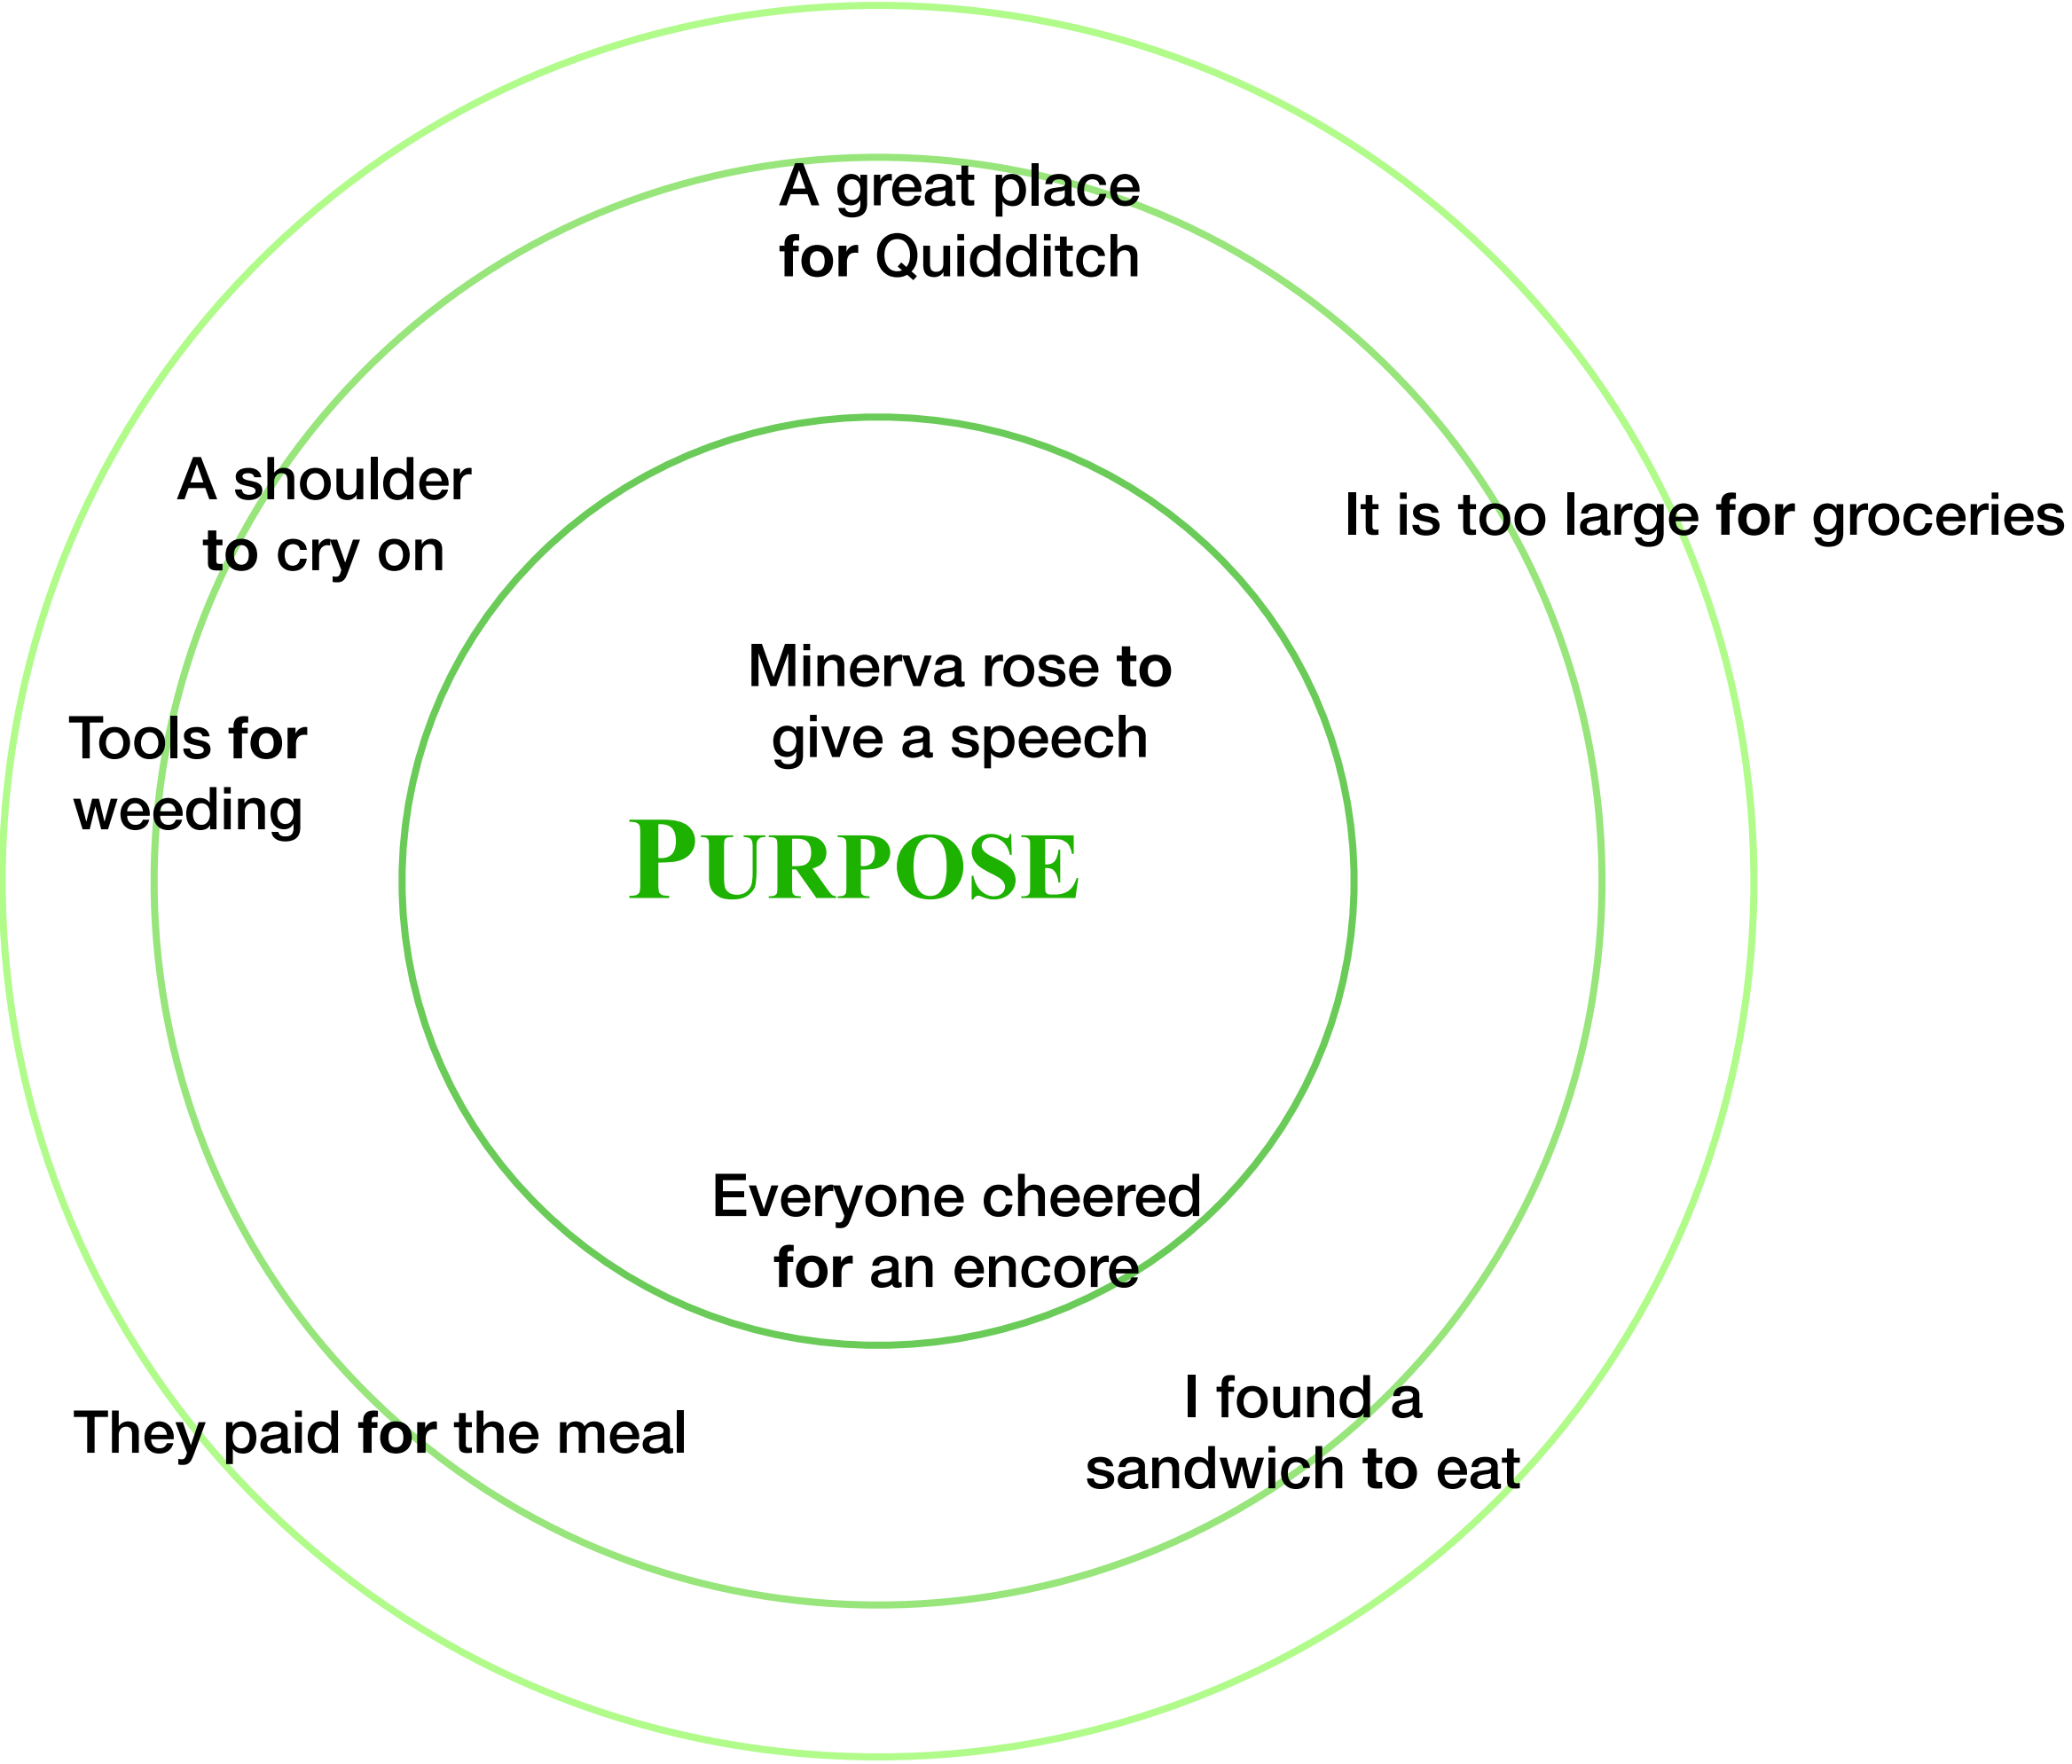 A great place
for Quidditch
A shoulder
to cry on
It is too large for groceries
Minerva rose to
give a speech
Tools for
weeding
PURPOSE
Everyone cheered
for an encore
I found a
sandwich to eat
They paid for the meal